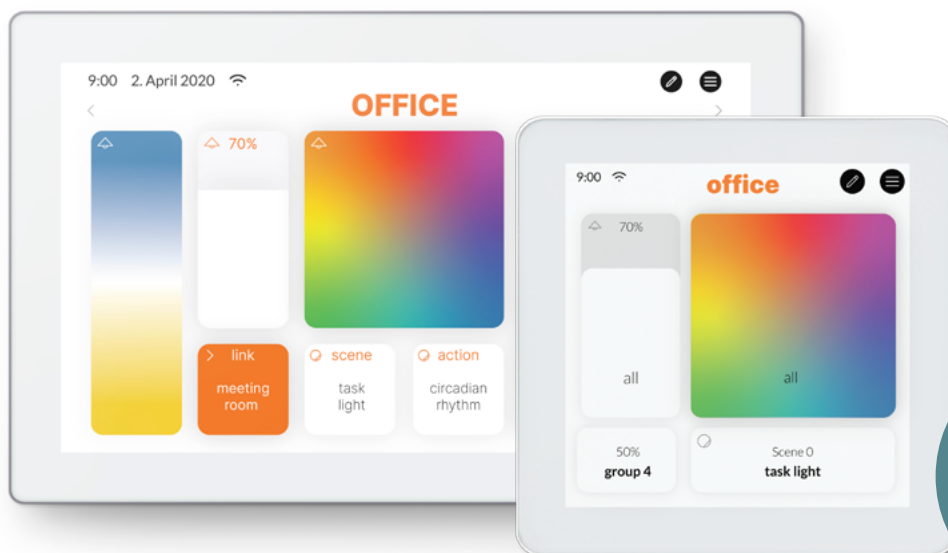 9:00 2. April 2020
OFFICE
70%
link
meeting
room
scene
task
light
action
circadian
rhythm
9:00
office
70%
all
all
50%
group 4
Scene 0
task light